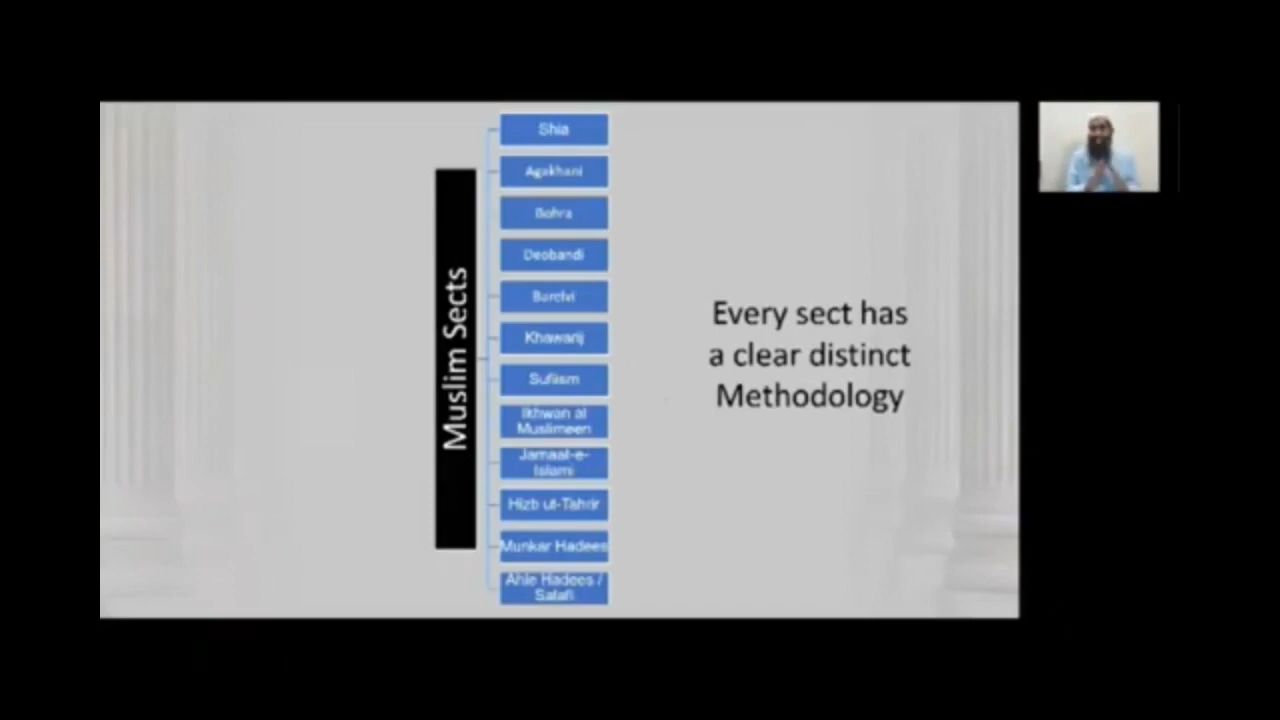 Muslim Sects
Shia
Agakhani
Bohra
Deobandi
Barelvi
Khawarij
Sufiism
Ikhwan al
Muslimeen
Jamaat-e-
Islami
Hizb ut-Tahrir
Munkar Hadees
Ahle Hadees /
Salafi
Every sect has
a clear distinct
Methodology